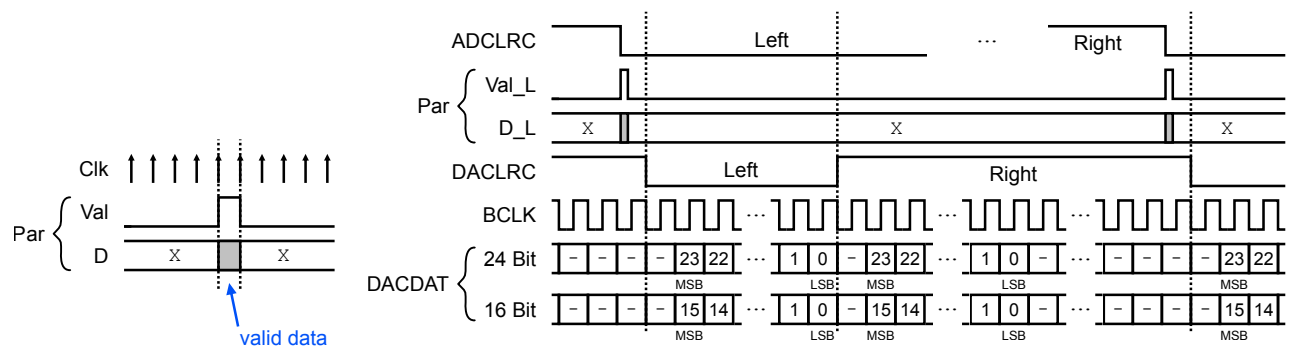 Clk
Par
Val
D
X X
valid data
ADCLRC
Left
...
Right
Par
Val_L
D_L
X X X
DACLRC
Left
Right
BCLK
... ... ...
DACDAT
24 Bit
- - - - 23 22 ... 1 0 - 23 22 ... 1 0 - ... - - - - 23 22
MSB LSB MSB LSB MSB
16 Bit
- - - - 15 14 ... 1 0 - 15 14 ... 1 0 - ... - - - - 15 14
MSB LSB MSB LSB MSB